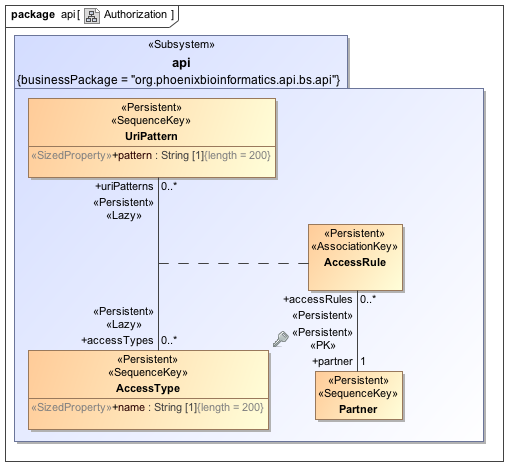 package api[ Authorization ]
«Subsystem»
api
{businessPackage = "org.phoenixbioinformatics.api.bs.api"}
«Persistent»
«SequenceKey»
UriPattern
«SizedProperty»+pattern : String [1]{length = 200}
+uriPatterns 0..*
«Persistent»
«Lazy»
«Persistent»
«AssociationKey»
AccessRule
+accessRules 0..*
«Persistent»
«Persistent»
«Lazy»
+accessTypes 0..*
«Persistent»
«PK»
+partner 1
«Persistent»
«SequenceKey»
AccessType
«SizedProperty»+name : String [1]{length = 200}
«Persistent»
«SequenceKey»
Partner